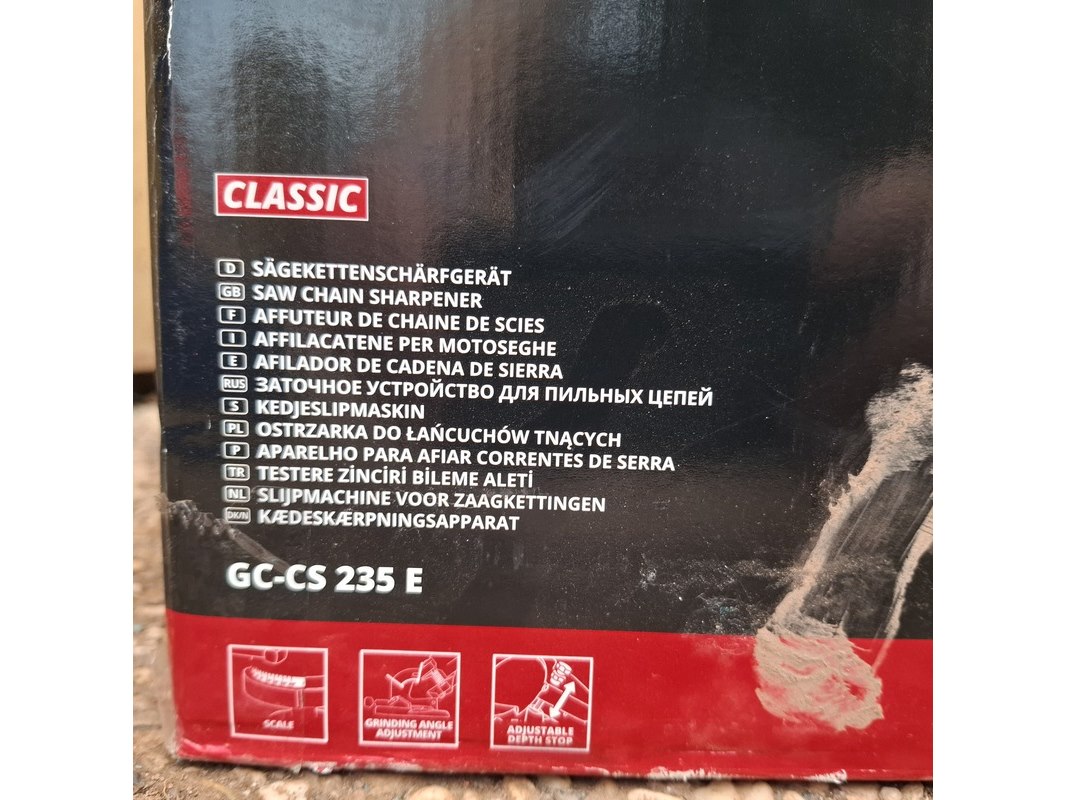 CLASSIC
D SÄGEKETTENSCHÄRFGERÄT
GB SAW CHAIN SHARPENER
F AFFUTEUR DE CHAINE DE SCIES
I AFFILACATENE PER MOTOSEGHE
E AFILADOR DE CADENA DE SIERRA
RUS ЗАТОЧНОЕ УСТРОЙСТВО ДЛЯ ПИЛЬНЫХ ЦЕПЕЙ
S KEDJESLIPMASKIN
PL OSTRZARKA DO ŁAŃCUCHÓW TNĄCYCH
P APARELHO PARA AFIAR CORRENTES DE SERRA
TR TESTERE ZİNCİRİ BİLEME ALETİ
NL SLIJPMACHINE VOOR ZAAGKETTINGEN
DK/N KÆDESKÆRPNINGSAPPARAT
GC-CS 235 E
SCALE
GRINDING ANGLE
ADJUSTMENT
ADJUSTABLE
DEPTH STOP